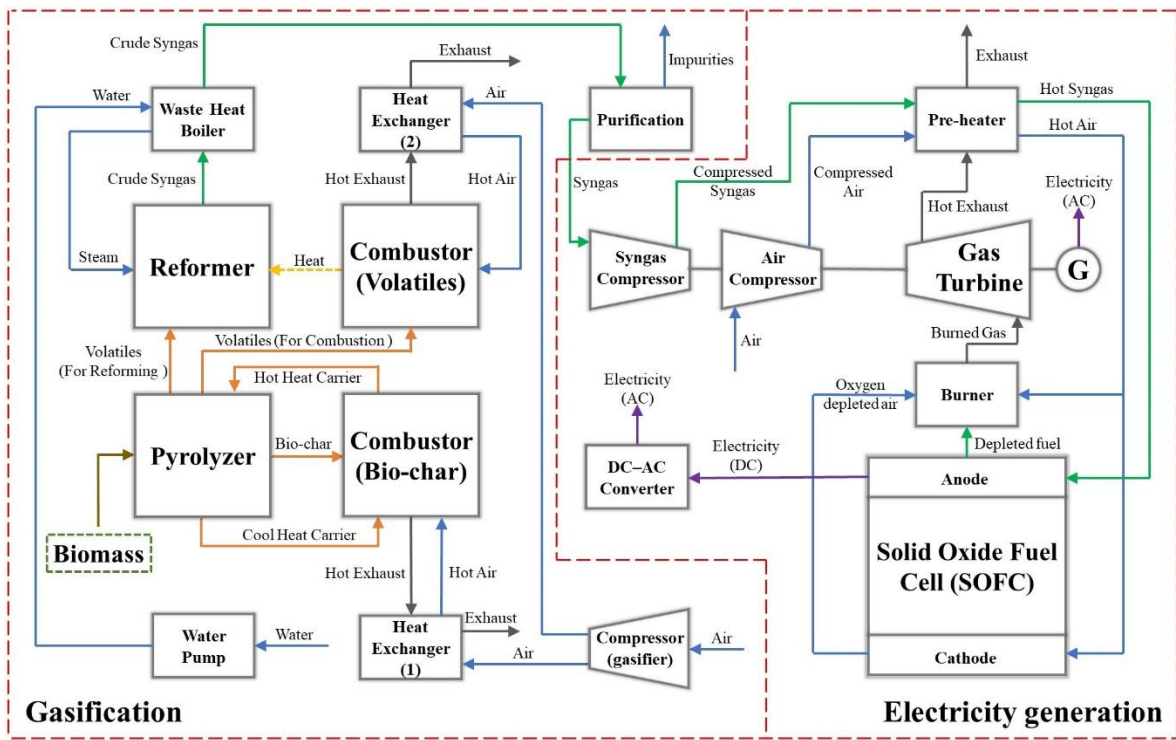 Crude Syngas
Exhaust
Impurities
Exhaust
Hot Syngas
Water
Waste Heat
Boiler
Heat
Exchanger
(2)
Air
Purification
Pre-heater
Hot Air
Crude Syngas
Hot Exhaust
Hot Air
Syngas
Compressed
Syngas
Compressed
Air
Hot Exhaust
Electricity
(AC)
Steam
Reformer
Heat
Combustor
(Volatiles)
Syngas
Compressor
Air
Compressor
Gas
Turbine
G
Volatiles
(For Reforming )
Volatiles (For Combustion )
Air
Burned Gas
Hot Heat Carrier
Electricity
(AC)
Oxygen
depleted air
Burner
Pyrolyzer
Bio-char
Combustor
(Bio-char)
DC–AC
Converter
Electricity
(DC)
Depleted fuel
Anode
Cool Heat Carrier
Biomass
Solid Oxide Fuel
Cell (SOFC)
Hot Exhaust
Hot Air
Water
Pump
Water
Heat
Exchanger
(1)
Exhaust
Air
Compressor
(gasifier)
Air
Cathode
Gasification
Electricity generation